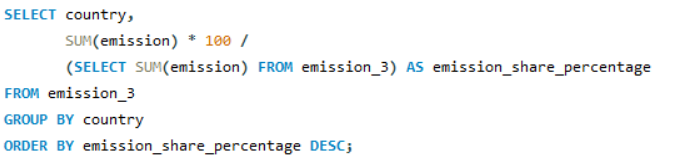 SELECT country,
SUM(emission) * 100 /
(SELECT SUM(emission) FROM emission_3) AS emission_share_percentage
FROM emission_3
GROUP BY country
ORDER BY emission_share_percentage DESC;